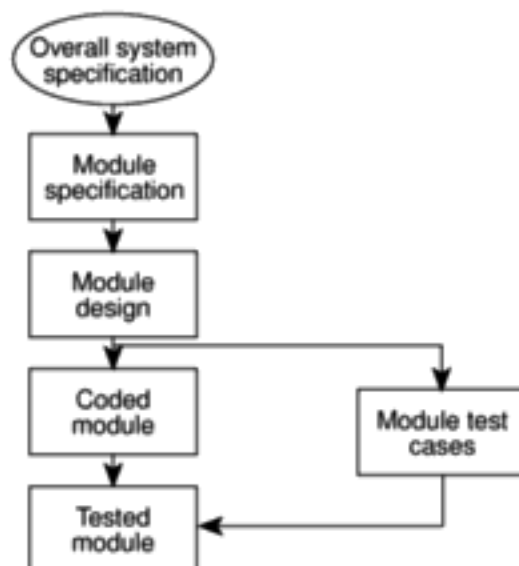 Overall system
specification
Module
specification
Module
design
Coded
module
Module test
cases
Tested
module